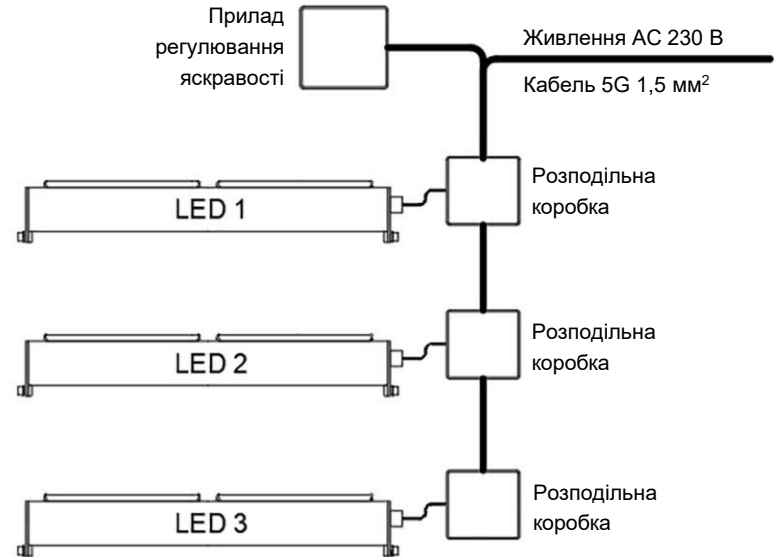 Прилад
регулювання
яскравості
Живлення AC 230 В
Кабель 5G 1,5 мм²
LED 1
Розподільна
коробка
LED 2
Розподільна
коробка
LED 3
Розподільна
коробка